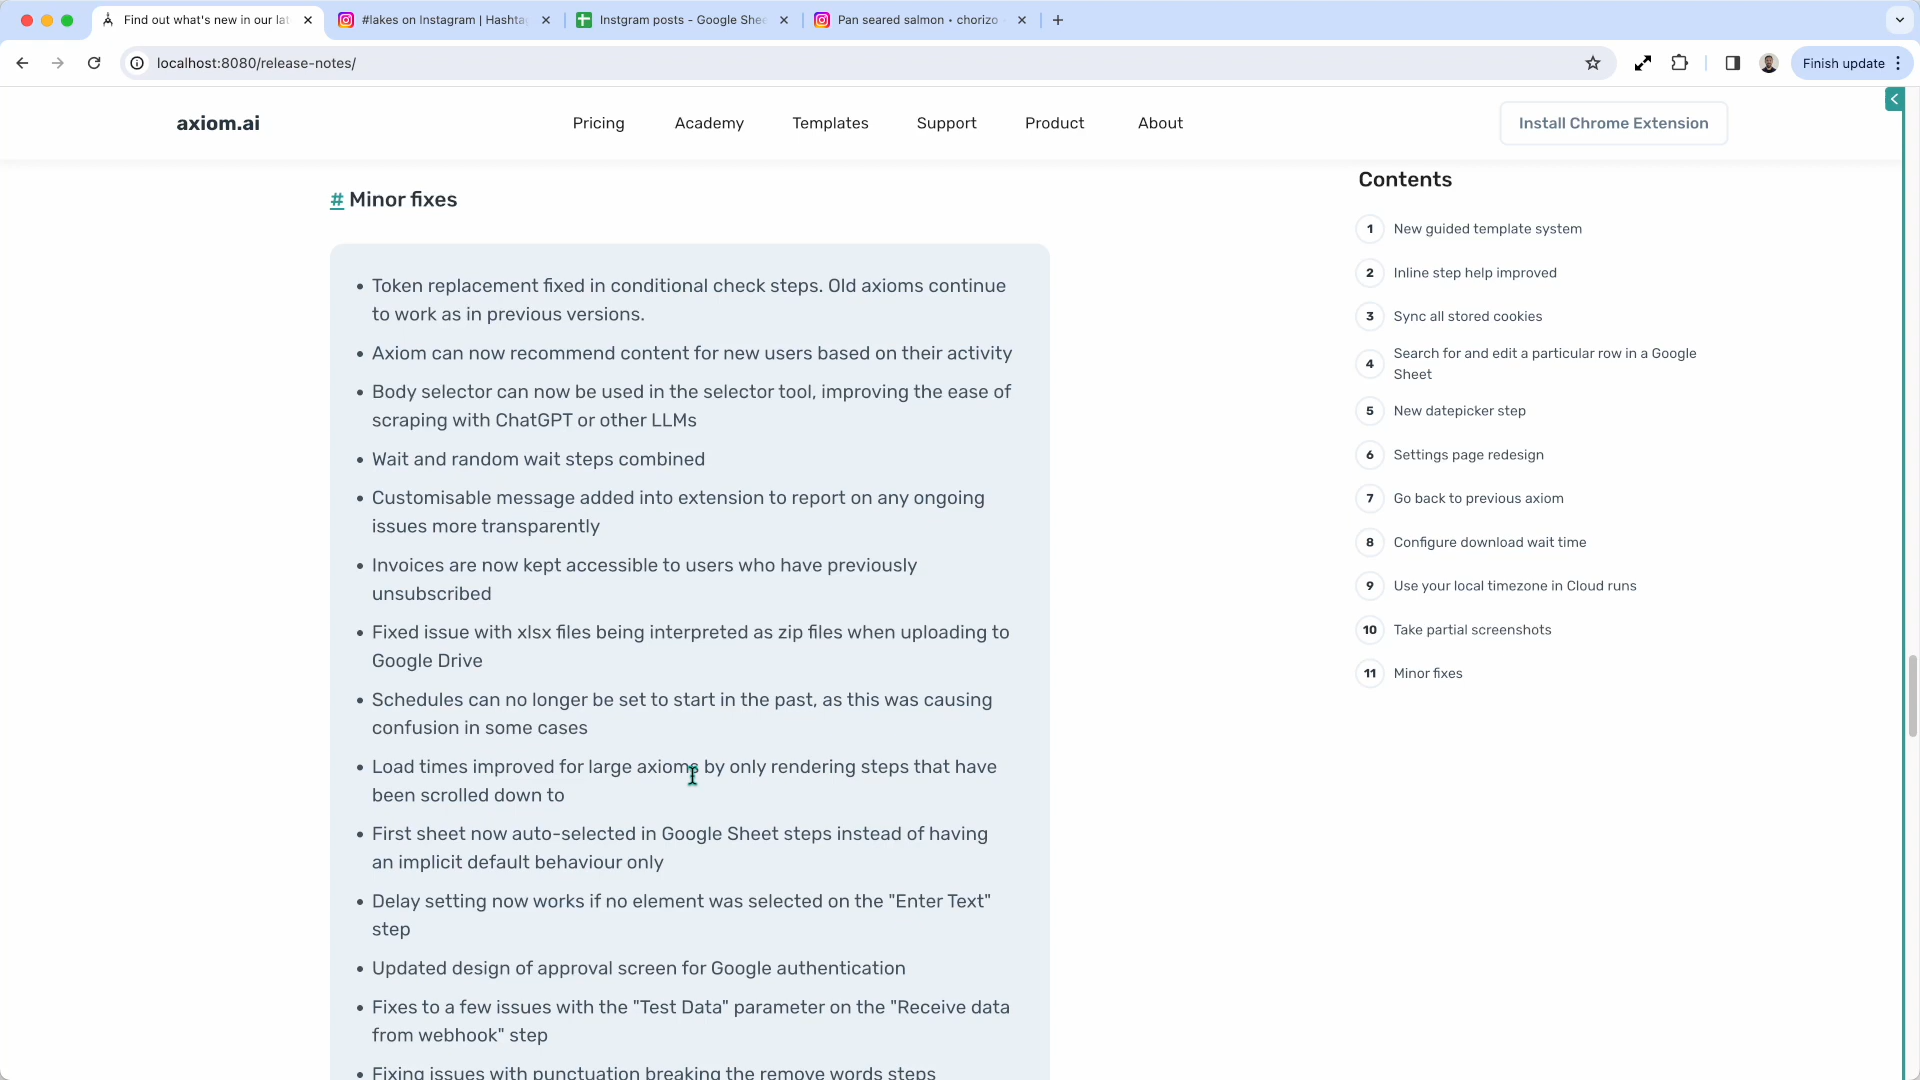 Find out what's new in our lat
#lakes on Instagram | Hashta
Instgram posts - Google Shee
Pan seared salmon • chorizo
localhost:8080/release-notes/
Finish update
axiom.ai
Pricing
Academy
Templates
Support
Product
About
Install Chrome Extension
# Minor fixes
• Token replacement fixed in conditional check steps. Old axioms continue
to work as in previous versions.
• Axiom can now recommend content for new users based on their activity
• Body selector can now be used in the selector tool, improving the ease of
scraping with ChatGPT or other LLMs
• Wait and random wait steps combined
• Customisable message added into extension to report on any ongoing
issues more transparently
• Invoices are now kept accessible to users who have previously
unsubscribed
• Fixed issue with xlsx files being interpreted as zip files when uploading to
Google Drive
• Schedules can no longer be set to start in the past, as this was causing
confusion in some cases
• Load times improved for large axioms by only rendering steps that have
been scrolled down to
• First sheet now auto-selected in Google Sheet steps instead of having
an implicit default behaviour only
• Delay setting now works if no element was selected on the "Enter Text"
step
• Updated design of approval screen for Google authentication
• Fixes to a few issues with the "Test Data" parameter on the "Receive data
from webhook" step
• Fixing issues with punctuation breaking the remove words steps
Contents
1 New guided template system
2 Inline step help improved
3 Sync all stored cookies
4 Search for and edit a particular row in a Google
Sheet
5 New datepicker step
6 Settings page redesign
7 Go back to previous axiom
8 Configure download wait time
9 Use your local timezone in Cloud runs
10 Take partial screenshots
11 Minor fixes